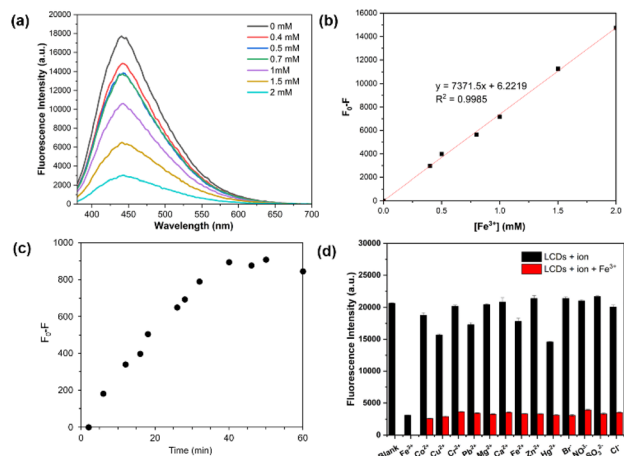 (a)
Fluorescence Intensity (a.u.)
20000
18000
16000
14000
12000
10000
8000
6000
4000
2000
0
400
450
500
550
600
650
700
Wavelength (nm)
0 mM
0.4 mM
0.5 mM
0.7 mM
1mM
1.5 mM
2 mM
(b)
F₀-F
16000
14000
12000
10000
8000
6000
4000
2000
0
0.0
0.5
1.0
1.5
2.0
[Fe³⁺] (mM)
y = 7371.5x + 6.2219
R² = 0.9985
(c)
F₀-F
1000
800
600
400
200
0
0
20
40
60
Time (min)
(d)
Fluorescence Intensity (a.u.)
30000
25000
20000
15000
10000
5000
0
LCDs + ion
LCDs + ion + Fe³⁺
Blank
Fe³⁺
Co²⁺
Cu²⁺
Cr²⁺
Pb²⁺
Mg²⁺
Ca²⁺
Fe²⁺
Zn²⁺
Hg²⁺
Br⁻
NO³⁻
SO₃²⁻
Cl⁻